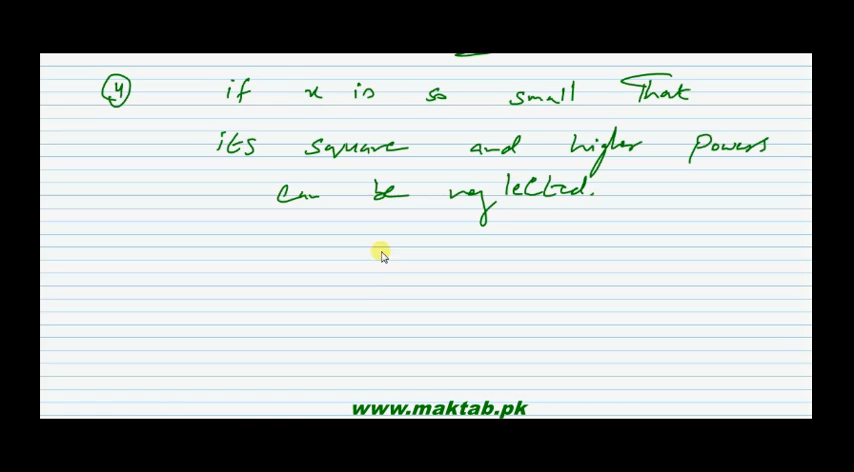 4 if x is so small That
its square and higher Powers
can be neglected.
www.maktab.pk